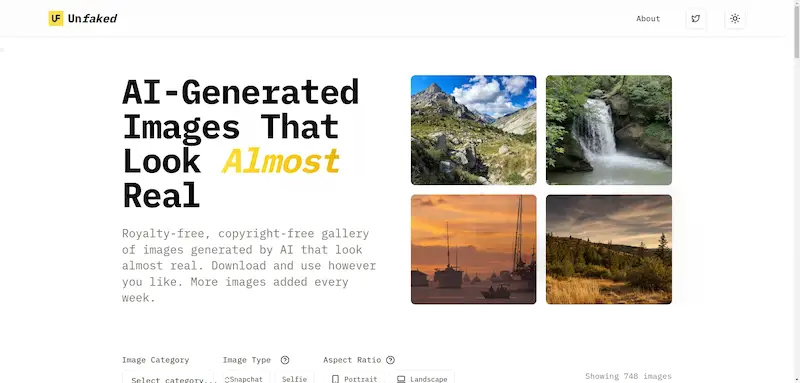 UF Unfaked
About
AI-Generated
Images That
Look Almost
Real
Royalty-free, copyright-free gallery
of images generated by AI that look
almost real. Download and use however
you like. More images added every
week.
Image Category
Image Type
Aspect Ratio
Select category...
Snapchat
Selfie
Portrait
Landscape
Showing 748 images